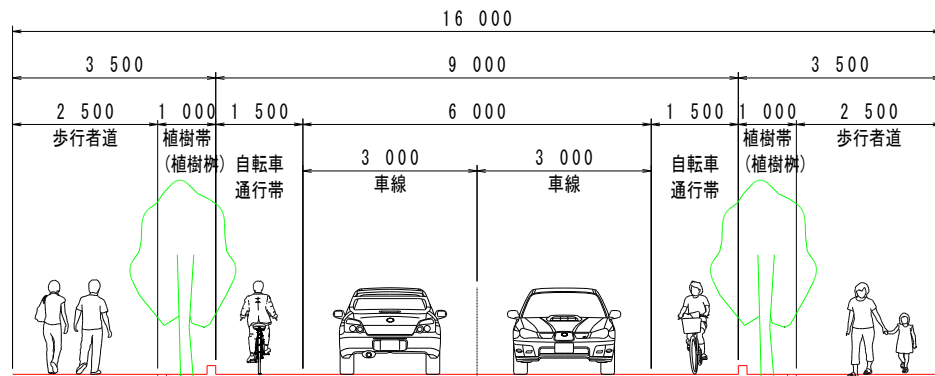 16 000
3 500
9 000
3 500
2 500
1 000
1 500
6 000
1 500
1 000
2 500
歩行者道
植樹帯
(植樹桝)
自転車
通行帯
3 000
車線
3 000
車線
自転車
通行帯
植樹帯
(植樹桝)
歩行者道